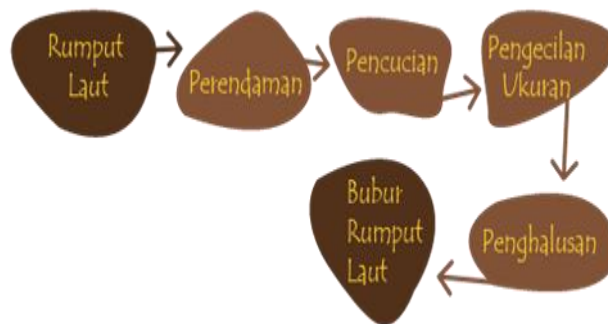 Rumput
Laut
Perendaman
Pencucian
Pengecilan
Ukuran
Penghalusan
Bubur
Rumput
Laut